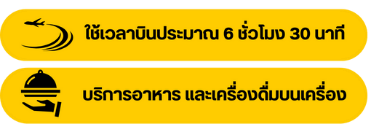 ใช้เวลาบินประมาณ 6 ชั่วโมง 30 นาที
บริการอาหาร และเครื่องดื่มบนเครื่อง